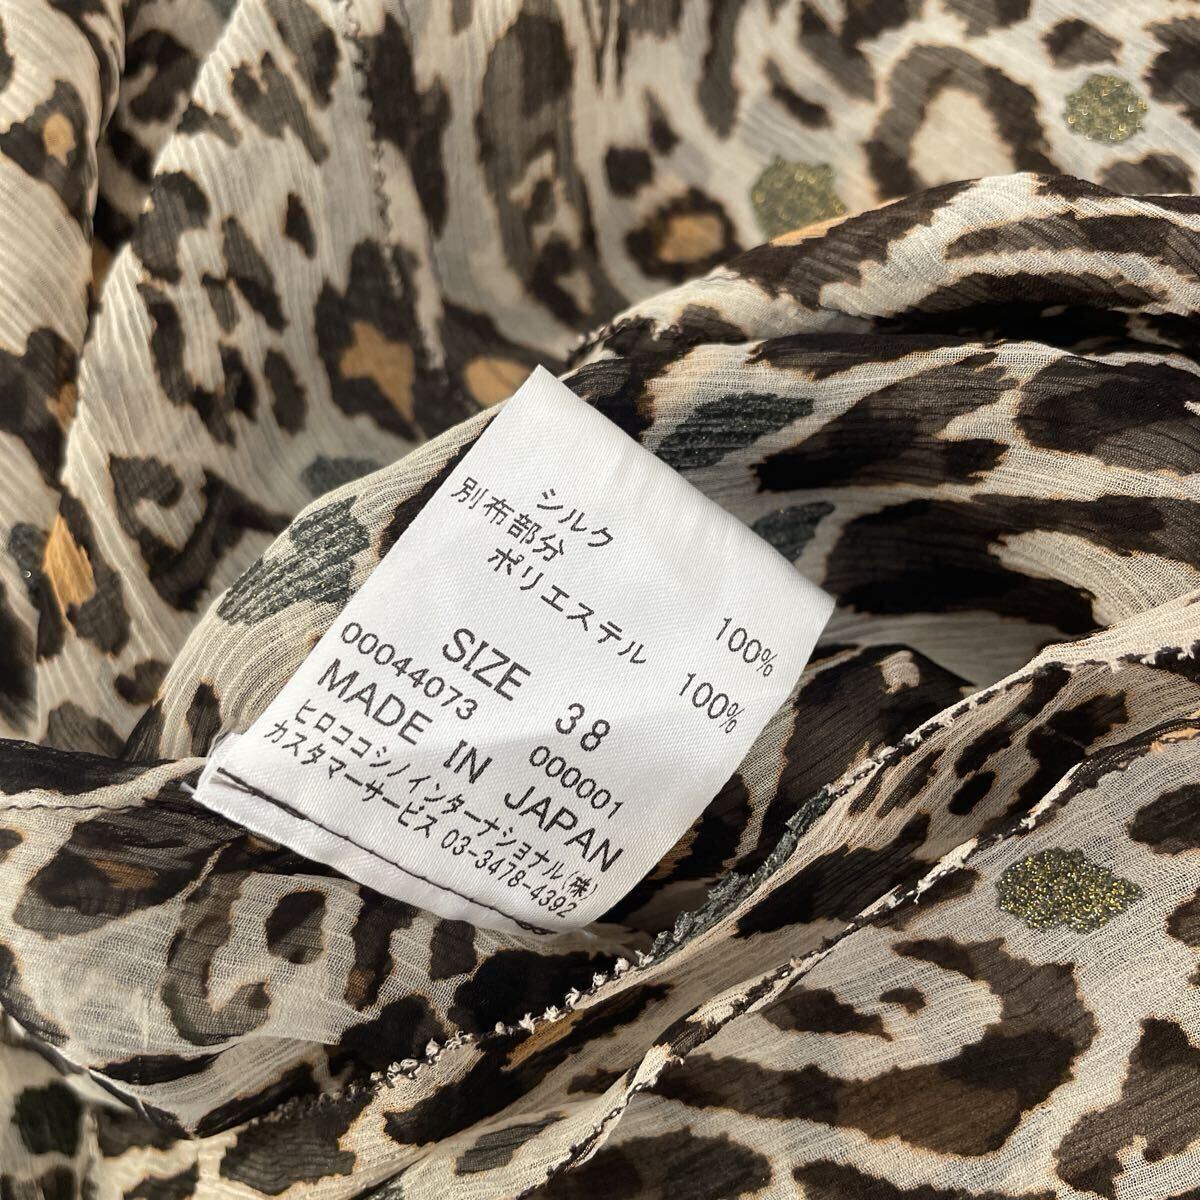 シルク 100%
別布部分
ポリエステル 100%
SIZE 38
00044073 000001
MADE IN JAPAN
ヒロココシノインターナショナル(株)
カスタマーサービス 03-3478-4392